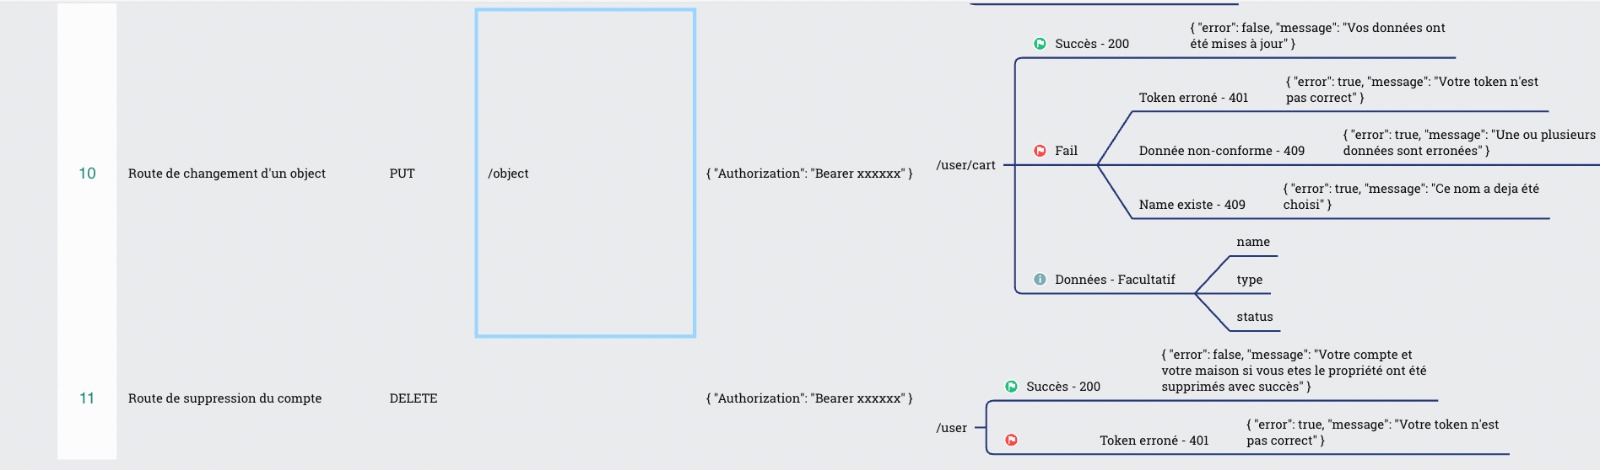 10
Route de changement d'un object
PUT
/object
{ "Authorization": "Bearer xxxxxx" }
/user/cart
Succès - 200
{ "error": false, "message": "Vos données ont
été mises à jour" }
Fail
Token erroné - 401
{ "error": true, "message": "Votre token n'est
pas correct" }
Donnée non-conforme - 409
{ "error": true, "message": "Une ou plusieurs
données sont erronées" }
Name existe - 409
{ "error": true, "message": "Ce nom a deja été
choisi" }
Données - Facultatif
name
type
status
11
Route de suppression du compte
DELETE
{ "Authorization": "Bearer xxxxxx" }
/user
Succès - 200
{ "error": false, "message": "Votre compte et
votre maison si vous etes le propriété ont été
supprimés avec succès" }
Token erroné - 401
{ "error": true, "message": "Votre token n'est
pas correct" }